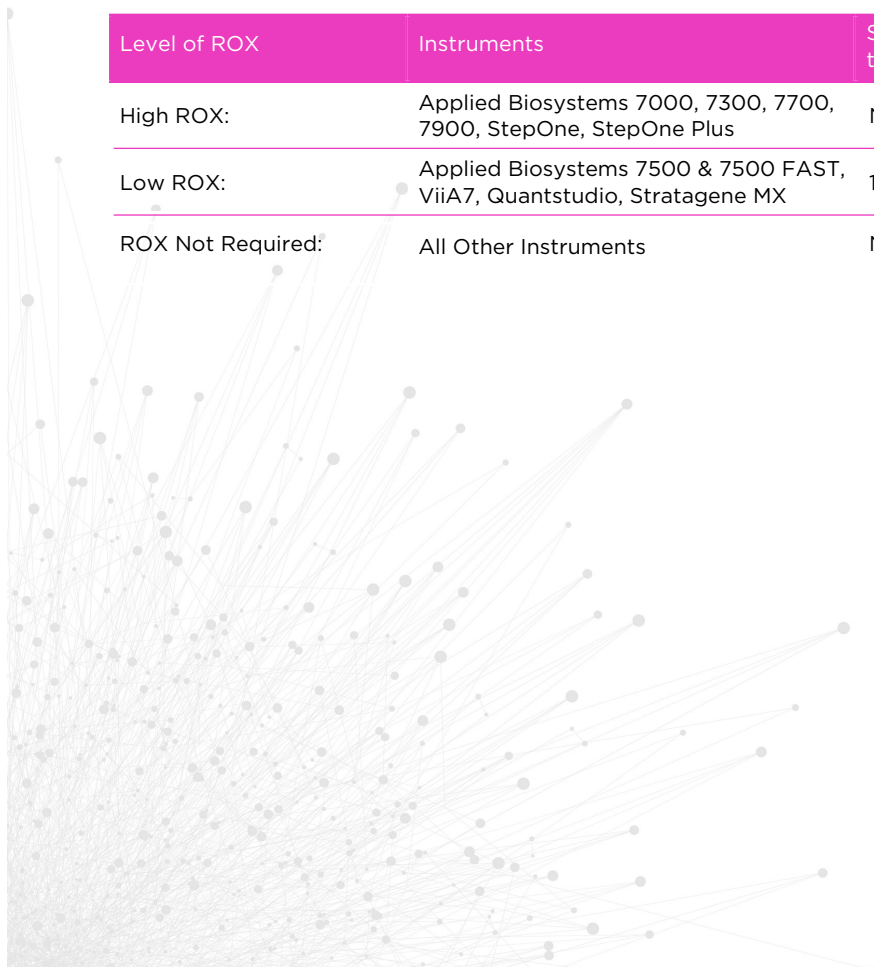 Level of ROX
Instruments
High ROX:
Applied Biosystems 7000, 7300, 7700,
7900, StepOne, StepOne Plus
Low ROX:
Applied Biosystems 7500 & 7500 FAST,
ViiA7, Quantstudio, Stratagene MX
ROX Not Required:
All Other Instruments